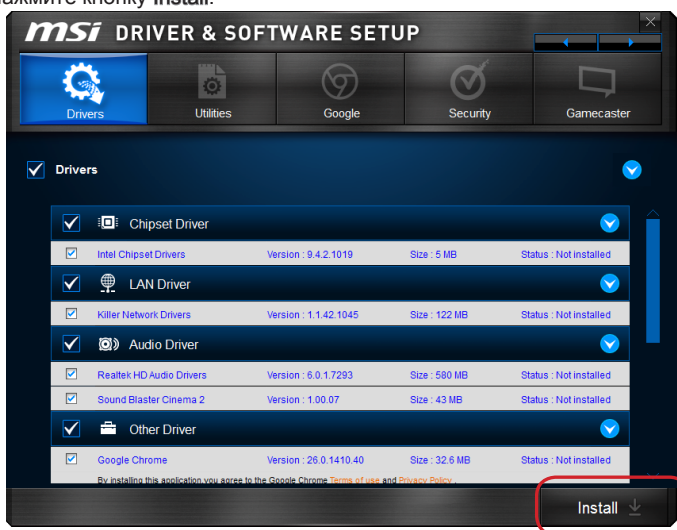 нажмите кнопку Install.
msi DRIVER & SOFTWARE SETUP
Drivers Utilities Google Security Gamecaster
Drivers
Chipset Driver
Intel Chipset Drivers Version : 9.4.2.1019 Size : 5 MB Status : Not installed
LAN Driver
Killer Network Drivers Version : 1.1.42.1045 Size : 122 MB Status : Not installed
Audio Driver
Realtek HD Audio Drivers Version : 6.0.1.7293 Size : 580 MB Status : Not installed
Sound Blaster Cinema 2 Version : 1.00.07 Size : 43 MB Status : Not installed
Other Driver
Google Chrome Version : 26.0.1410.40 Size : 32.6 MB Status : Not installed
By installing this application,you agree to the Google Chrome Terms of use and Privacy Policy .
Install